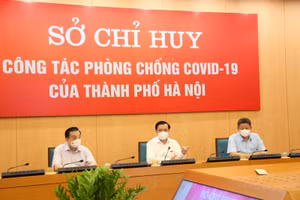 SỞ CHỈ HUY
CÔNG TÁC PHÒNG CHỐNG COVID-19
CỦA THÀNH PHỐ HÀ NỘI